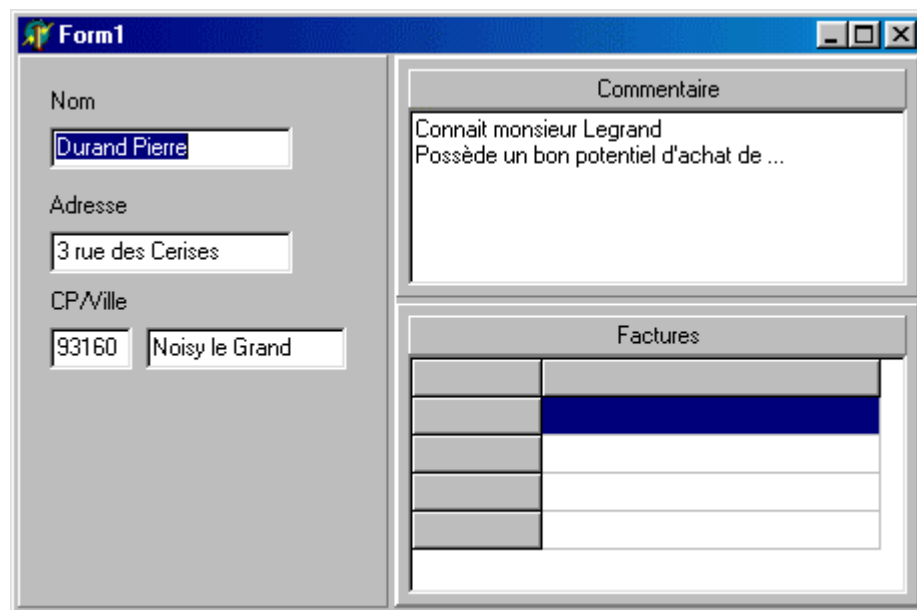 Form1
Nom
Durand Pierre
Adresse
3 rue des Cerises
CP/Ville
93160 Noisy le Grand
Commentaire
Connait monsieur Legrand
Possède un bon potentiel d'achat de ...
Factures